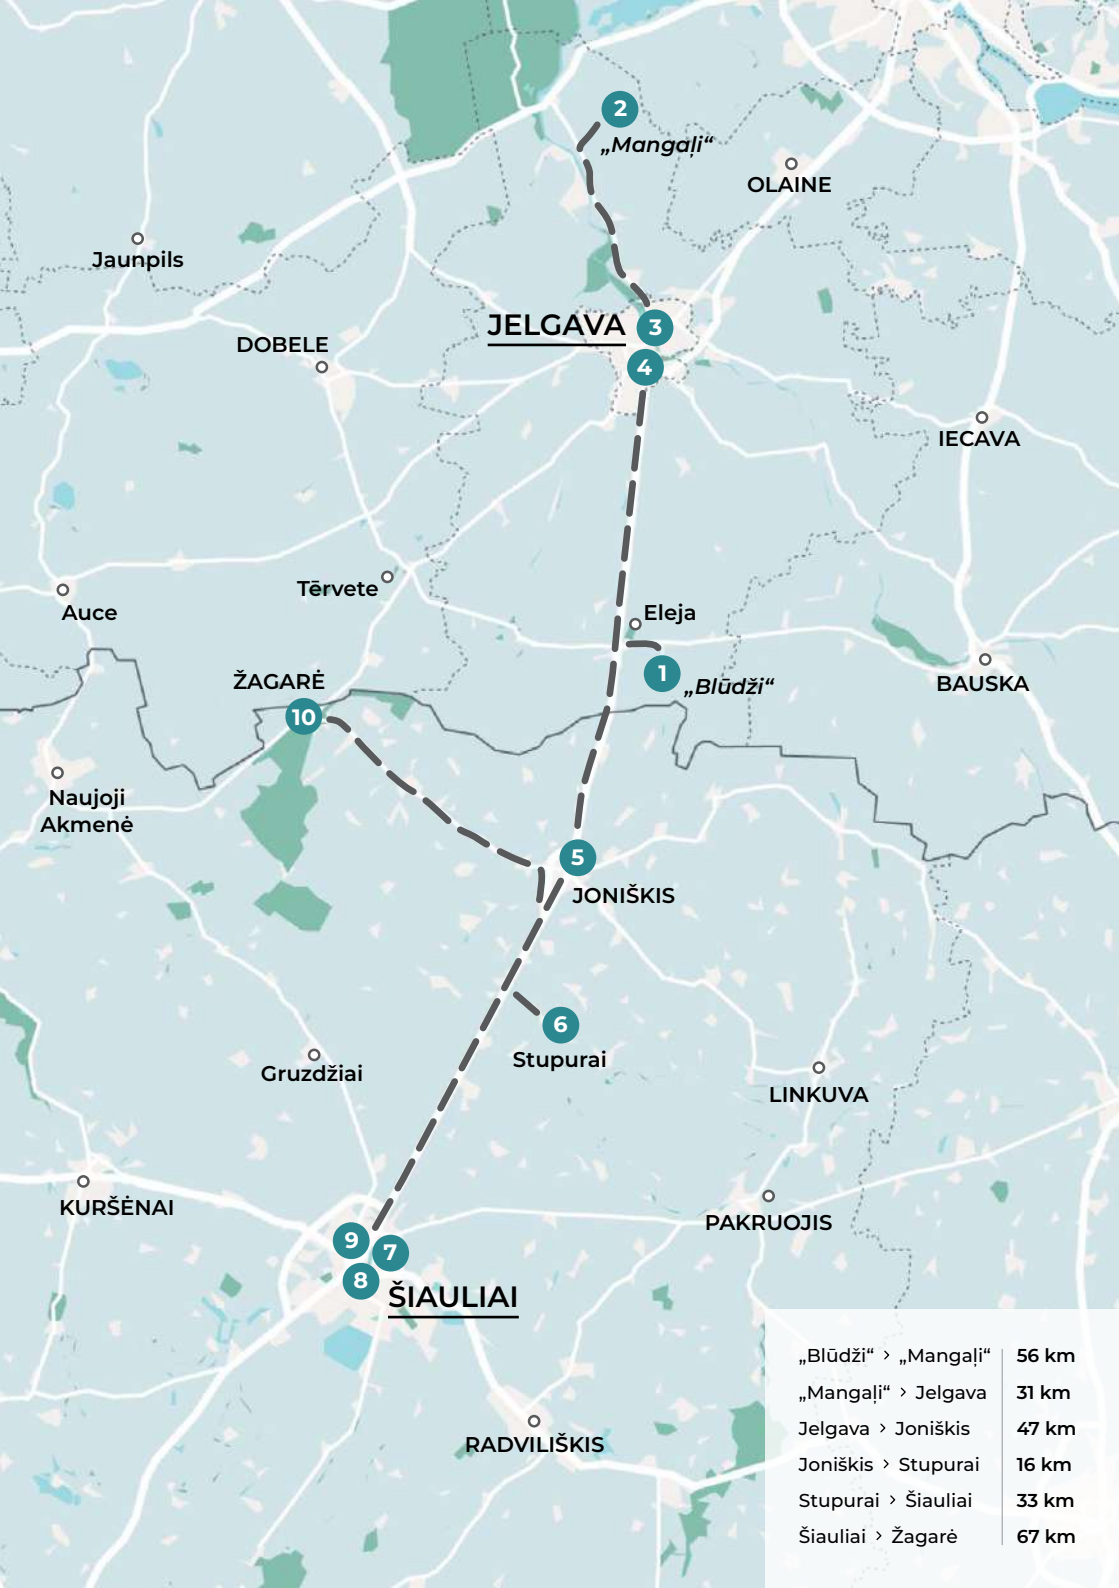 2
„Mangaļi“
OLAINE
Jaunpils
JELGAVA
3
DOBELE
4
IECAVA
Tērvete
Auce
Eleja
1
„Blūdži“
BAUSKA
ŽAGARĖ
10
Naujoji
Akmenė
5
JONIŠKIS
6
Stupurai
Gruzdžiai
LINKUVA
KURŠĖNAI
PAKRUOJIS
9
7
8
ŠIAULIAI
RADVILIŠKIS
„Blūdži“ › „Mangaļi“ 56 km
„Mangaļi“ › Jelgava 31 km
Jelgava › Joniškis 47 km
Joniškis › Stupurai 16 km
Stupurai › Šiauliai 33 km
Šiauliai › Žagarė 67 km